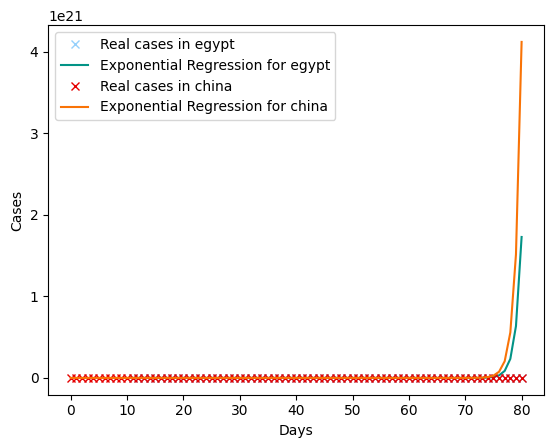 1e21
4
3
2
1
0
Cases
Real cases in egypt
Exponential Regression for egypt
Real cases in china
Exponential Regression for china
0 10 20 30 40 50 60 70 80
Days